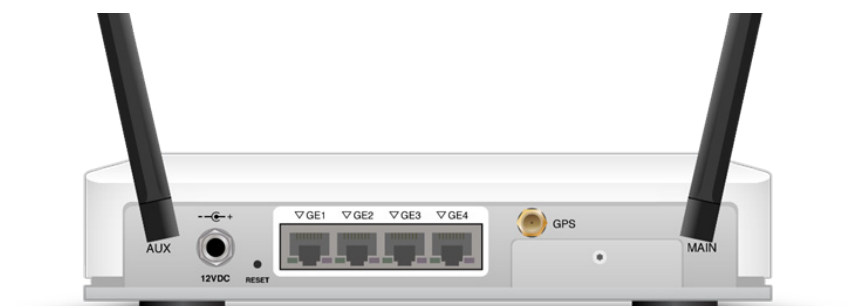 ▽GE1 ▽GE2 ▽GE3 ▽GE4
- +
GPS
AUX
MAIN
12VDC
RESET